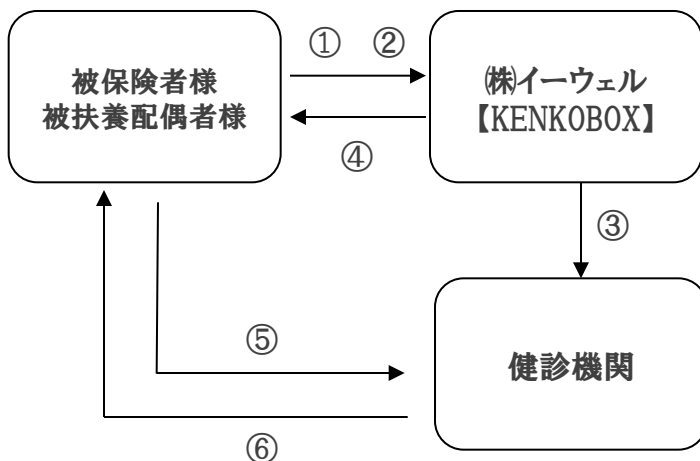 ① ②
被保険者様
被扶養配偶者様
㈱イーウェル
【KENKOBOX】
④
③
⑤
健診機関
⑥